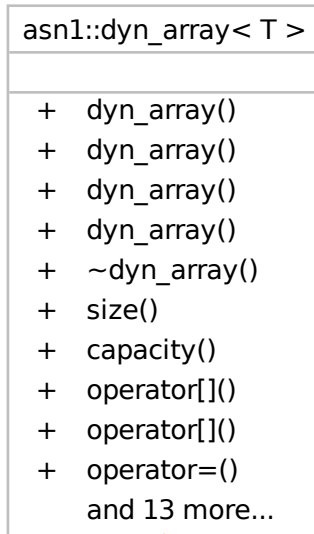 asn1::dyn_array< T >
+ dyn_array()
+ dyn_array()
+ dyn_array()
+ dyn_array()
+ ~dyn_array()
+ size()
+ capacity()
+ operator[]()
+ operator[]()
+ operator=()
and 13 more...